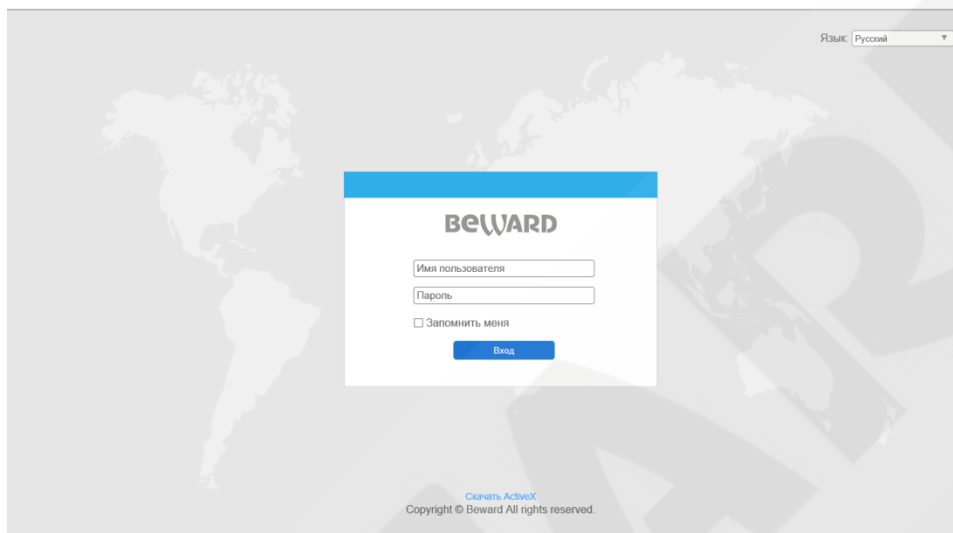 Язык: Русский
BEWARD
Имя пользователя
Пароль
Запомнить меня
Вход
Скачать ActiveX
Copyright © Beward All rights reserved.